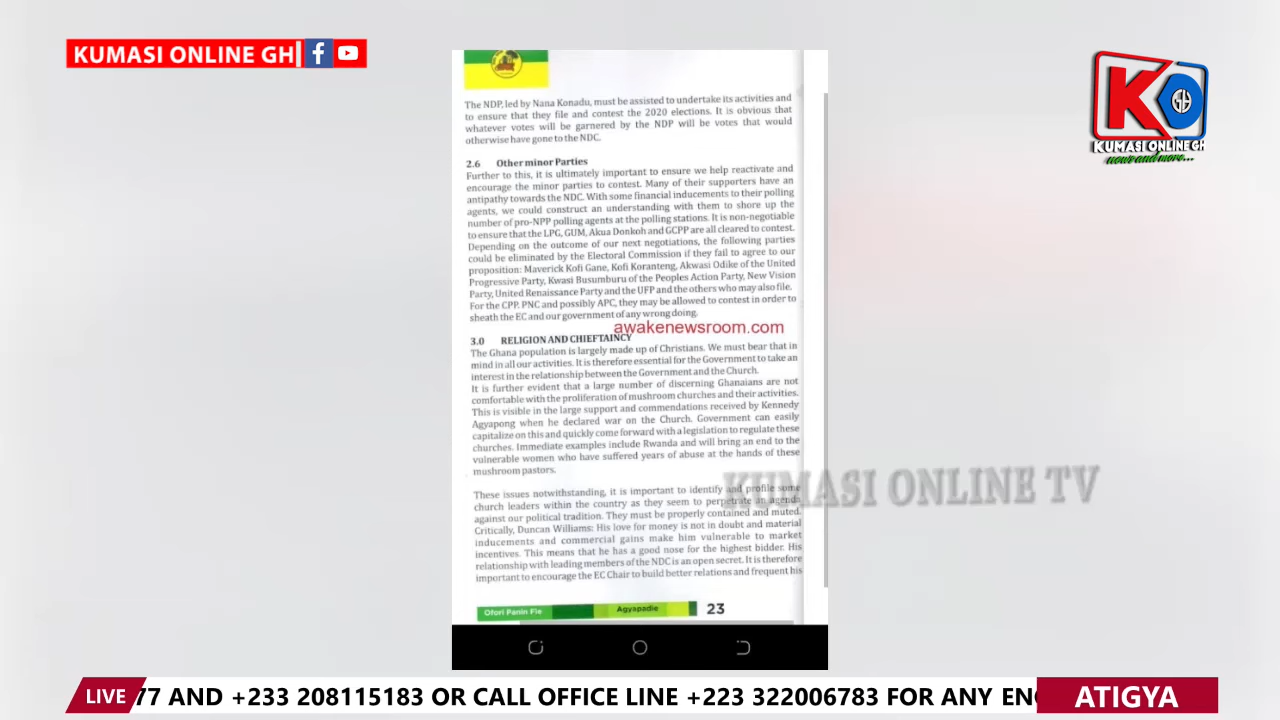 KUMASI ONLINE GH
KO
GH
KUMASI ONLINE GH
news and more...
The NDP, led by Nana Konadu, must be assisted to undertake its activities and
to ensure that they file and contest the 2020 elections. It is obvious that
whatever votes will be garnered by the NDP will be votes that would
otherwise have gone to the NDC.
2.6 Other minor Parties
Further to this, it is ultimately important to ensure we help reactivate and
encourage the minor parties to contest. Many of their supporters have an
antipathy towards the NDC. With some financial inducements to their polling
agents, we could construct an understanding with them to shore up the
number of pro-NPP polling agents at the polling stations. It is non-negotiable
to ensure that the LPG, GUM, Akua Donkoh and GCPP are all cleared to contest.
Depending on the outcome of our next negotiations, the following parties
could be eliminated by the Electoral Commission if they fail to agree to our
proposition: Maverick Kofi Gane, Kofi Koranteng, Akwasi Odike of the United
Progressive Party, Kwasi Busumburu of the Peoples Action Party, New Vision
Party, United Renaissance Party and the UFP and the others who may also file.
For the CPP, PNC and possibly APC, they may be allowed to contest in order to
sheath the EC and our government of any wrong doing.
awakenewsroom.com
3.0 RELIGION AND CHIEFTAINCY
The Ghana population is largely made up of Christians. We must bear that in
mind in all our activities. It is therefore essential for the Government to take an
interest in the relationship between the Government and the Church.
It is further evident that a large number of discerning Ghanaians are not
comfortable with the proliferation of mushroom churches and their activities.
This is visible in the large support and commendations received by Kennedy
Agyapong when he declared war on the Church. Government can easily
capitalize on this and quickly come forward with a legislation to regulate these
churches. Immediate examples include Rwanda and will bring an end to the
vulnerable women who have suffered years of abuse at the hands of these
mushroom pastors.
KUMASI ONLINE TV
These issues notwithstanding, it is important to identify and profile some
church leaders within the country as they seem to perpetrate an agenda
against our political tradition. They must be properly contained and muted.
Critically, Duncan Williams: His love for money is not in doubt and material
inducements and commercial gains make him vulnerable to market
incentives. This means that he has a good nose for the highest bidder. His
relationship with leading members of the NDC is an open secret. It is therefore
important to encourage the EC Chair to build better relations and frequent his
Ofori Panin Fie Agyapadie 23
LIVE 77 AND +233 208115183 OR CALL OFFICE LINE +223 322006783 FOR ANY ENQ ATIGYA